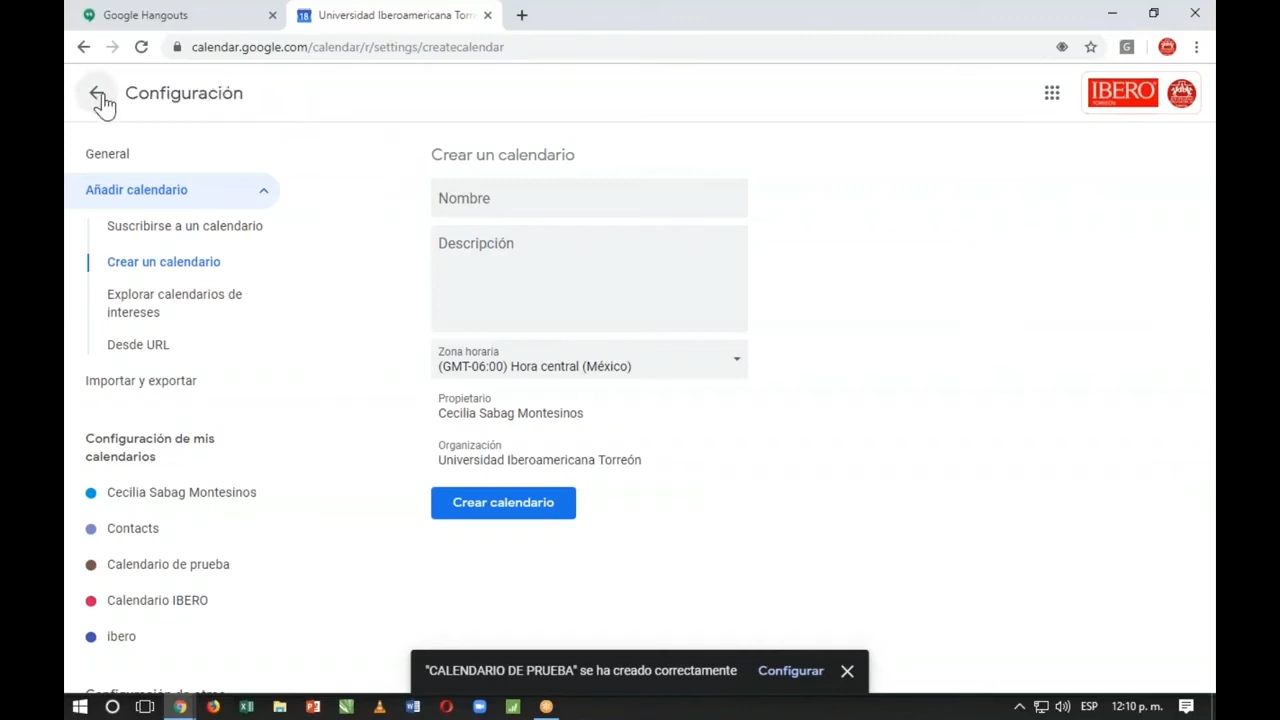 Google Hangouts
Universidad Iberoamericana Torr
calendar.google.com/calendar/r/settings/createcalendar
Configuración
IBERO
TORREÓN
General
Añadir calendario
Suscribirse a un calendario
Crear un calendario
Explorar calendarios de
intereses
Desde URL
Importar y exportar
Configuración de mis
calendarios
Cecilia Sabag Montesinos
Contacts
Calendario de prueba
Calendario IBERO
ibero
Configuración de otros
Crear un calendario
Nombre
Descripción
Zona horaria
(GMT-06:00) Hora central (México)
Propietario
Cecilia Sabag Montesinos
Organización
Universidad Iberoamericana Torreón
Crear calendario
"CALENDARIO DE PRUEBA" se ha creado correctamente
Configurar
ESP
12:10 p. m.